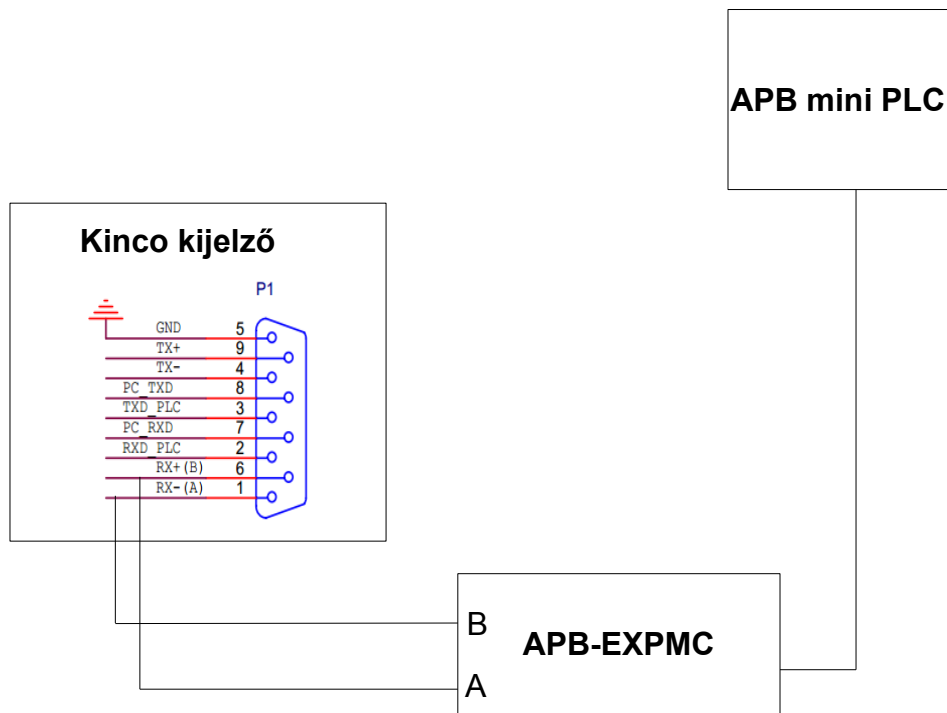 APB mini PLC
Kinco kijelző
P1
GND 5
TX+ 9
TX- 4
PC_TXD 8
TXD_PLC 3
PC_RXD 7
RXD_PLC 2
RX+(B) 6
RX-(A) 1
B
APB-EXPMC
A